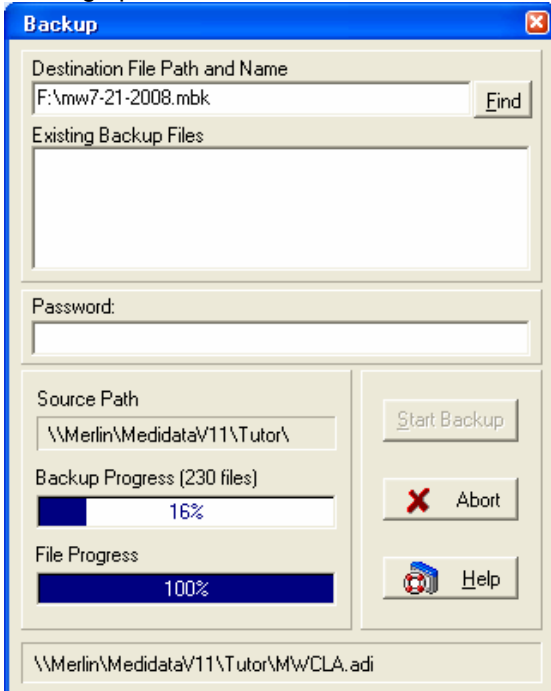 Backup
Destination File Path and Name
F:\mw7-21-2008.mbk
Find
Existing Backup Files
Password:
Source Path
\\Merlin\MedidataV11\Tutor\
Start Backup
Backup Progress (230 files)
16%
Abort
File Progress
100%
Help
\\Merlin\MedidataV11\Tutor\MWCLA.adi